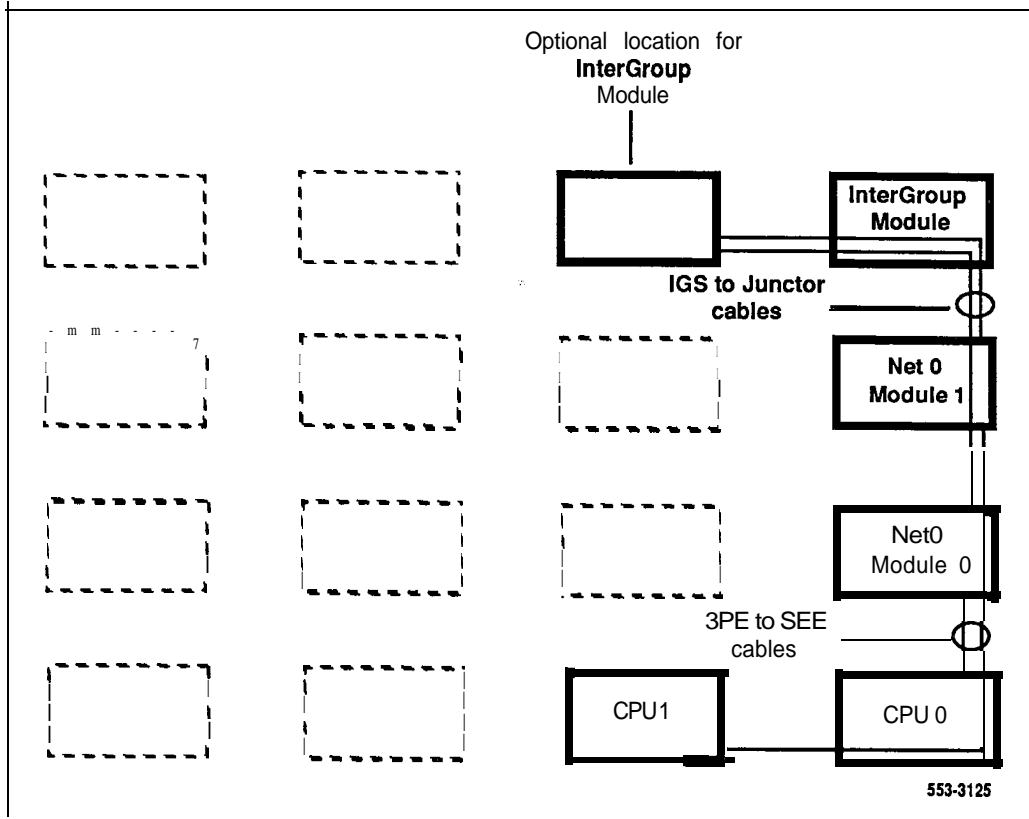 Optional location for
InterGroup
Module
InterGroup
Module
IGS to Junctor
cables
- m m - - - -
7
Net 0
Module 1
Net0
Module 0
3PE to SEE
cables
CPU1
CPU 0
553-3125